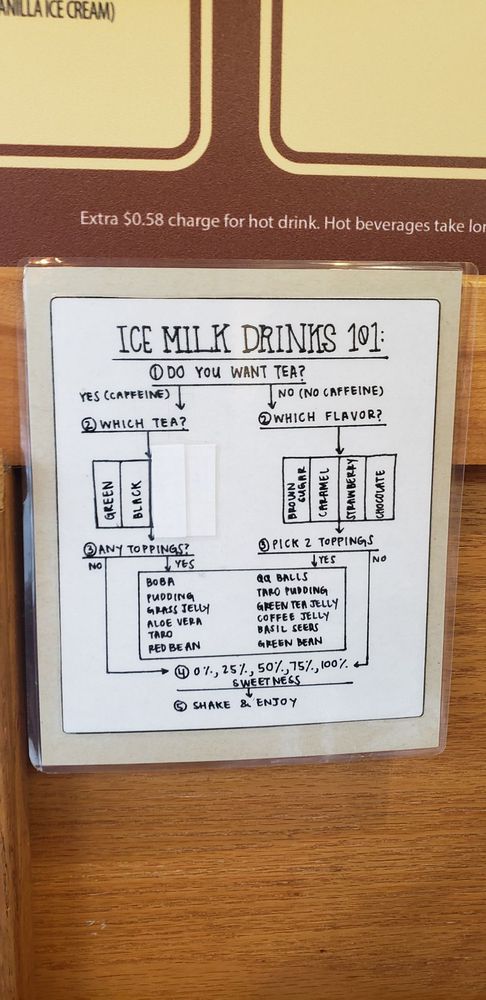 ANILLA ICE CREAM)
Extra $0.58 charge for hot drink. Hot beverages take lon
ICE MILK DRINKS 101:
① DO YOU WANT TEA?
YES (CAFFEINE)
NO (NO CAFFEINE)
② WHICH TEA?
② WHICH FLAVOR?
GREEN
BLACK
BROWN SUGAR
CARAMEL
STRAWBERRY
CHOCOLATE
③ ANY TOPPINGS?
③ PICK 2 TOPPINGS
NO
YES
YES
NO
BOBA
PUDDING
GRASS JELLY
ALOE VERA
TARO
RED BEAN
QQ BALLS
TARO PUDDING
GREEN TEA JELLY
COFFEE JELLY
BASIL SEEDS
GREEN BEAN
④ 0%, 25%, 50%, 75%, 100%
SWEETNESS
⑤ SHAKE & ENJOY